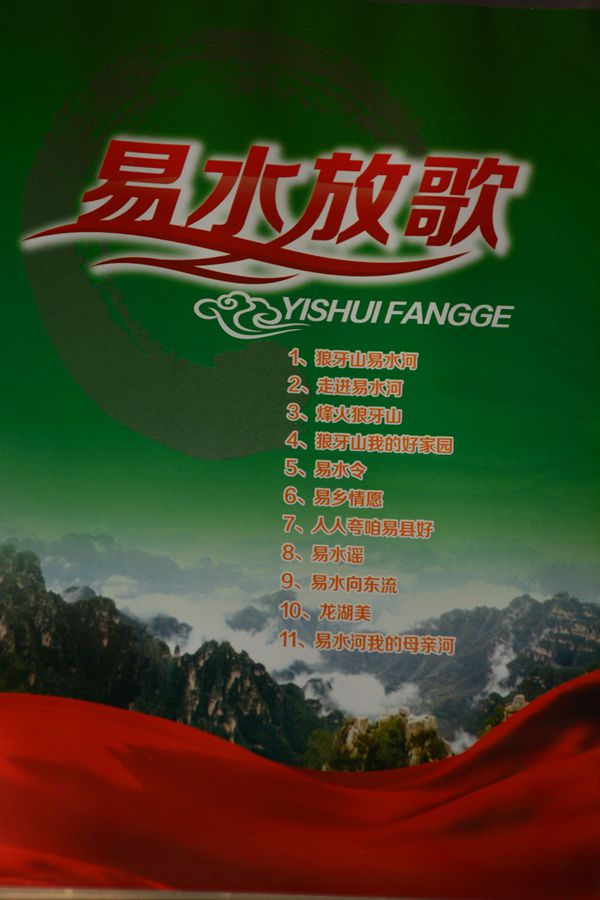 易水放歌
YISHUI FANGGE
1、狼牙山易水河
2、走进易水河
3、烽火狼牙山
4、狼牙山我的好家园
5、易水令
6、易乡情愿
7、人人夸咱易县好
8、易水谣
9、易水向东流
10、龙湖美
11、易水河我的母亲河